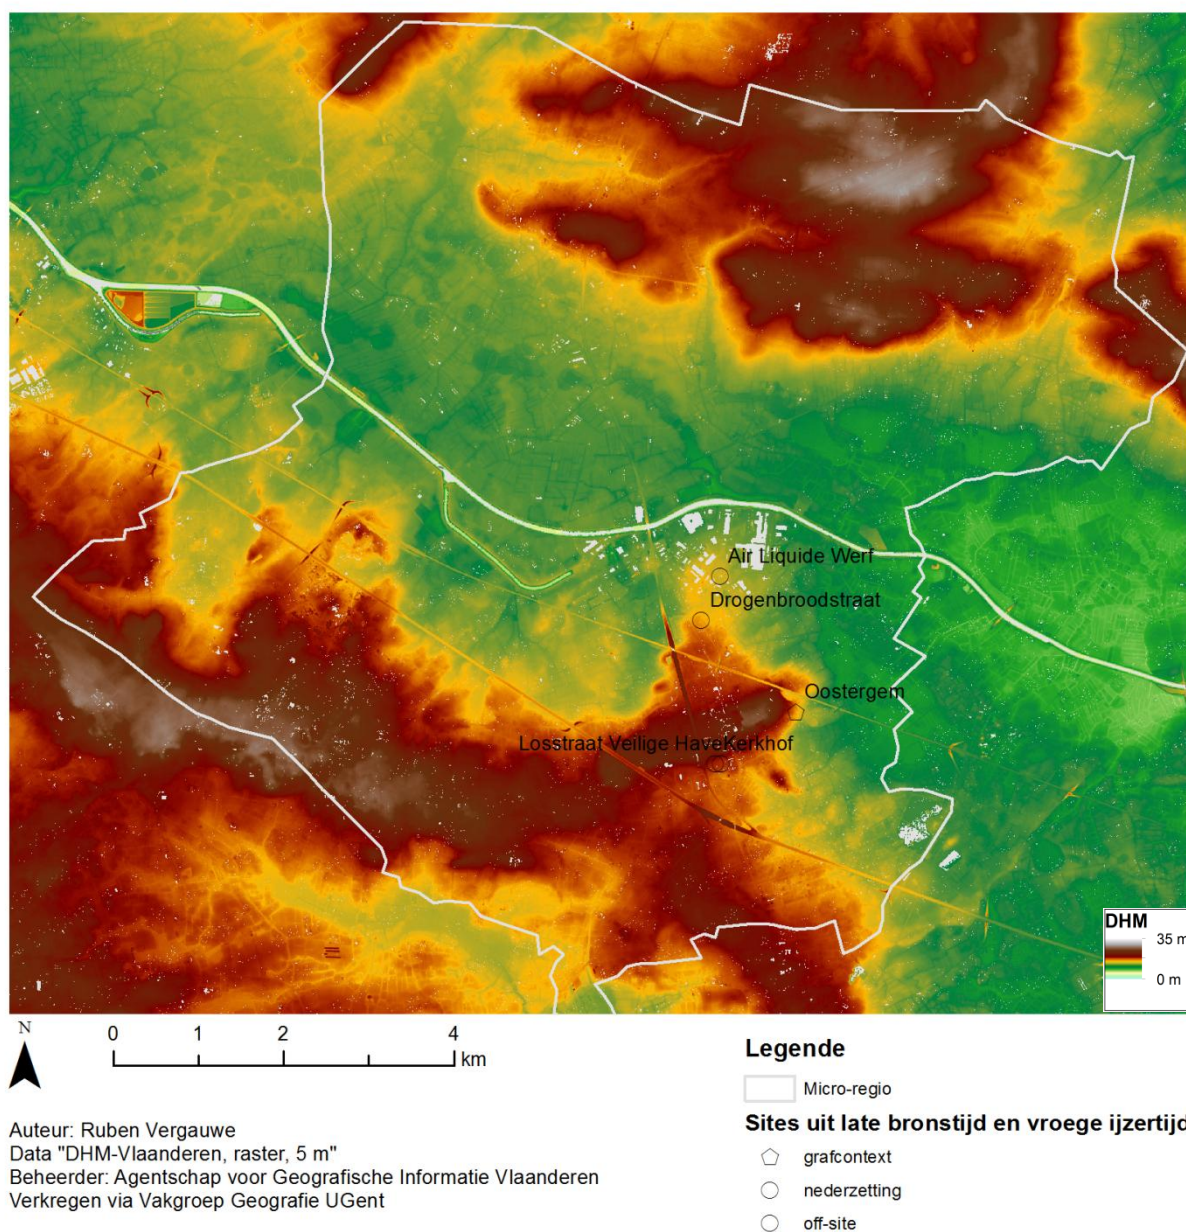 Air Liquide Werf
Drogenbroodstraat
Oostergem
Losstraat Veilige HaveKerkhof
DHM
35 m
0 m
N
0 1 2 4
km
Auteur: Ruben Vergauwe
Data "DHM-Vlaanderen, raster, 5 m"
Beheerder: Agentschap voor Geografische Informatie Vlaanderen
Verkregen via Vakgroep Geografie UGent
Legende
Micro-regio
Sites uit late bronstijd en vroege ijzertijd
grafcontext
nederzetting
off-site